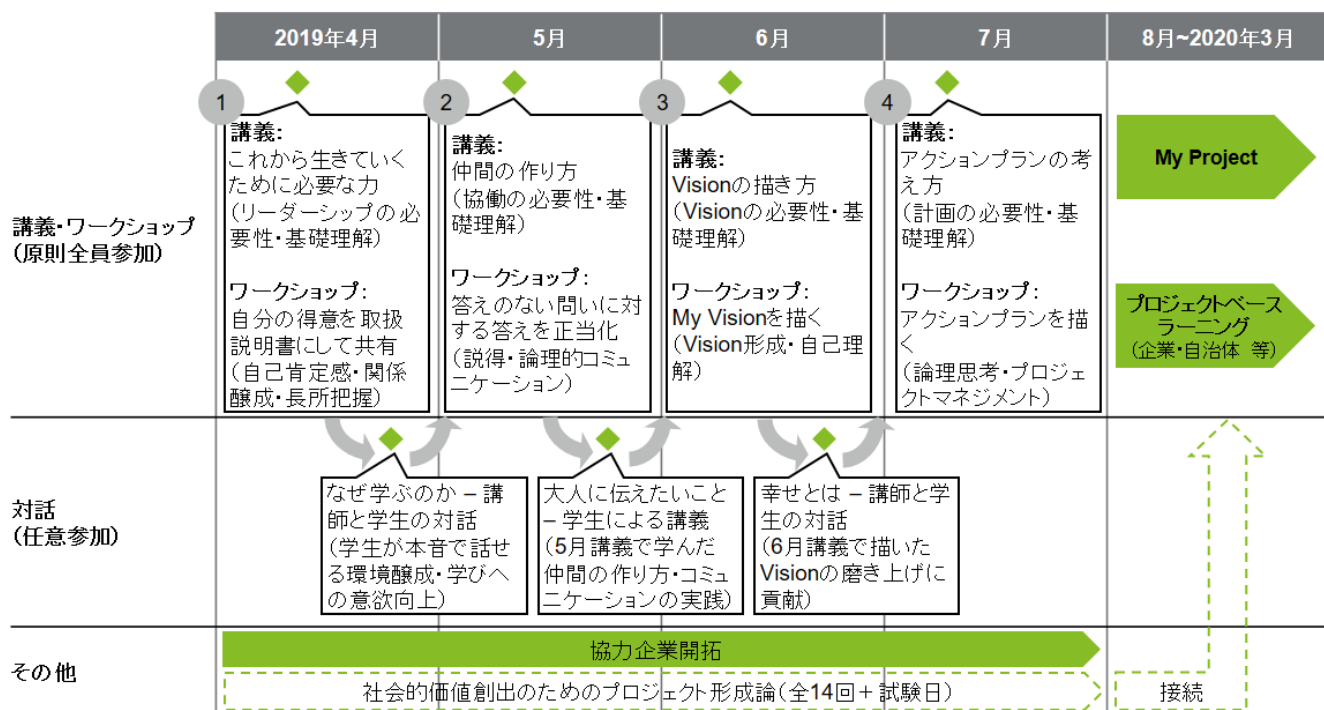 2019年4月
5月
6月
7月
8月~2020年3月
講義・ワークショップ
(原則全員参加)
1
講義:
これから生きていく
ために必要な力
(リーダーシップの必
要性・基礎理解)
ワークショップ:
自分の得意を取扱
説明書にして共有
(自己肯定感・関係
醸成・長所把握)
2
講義:
仲間の作り方
(協働の必要性・基
礎理解)
ワークショップ:
答えのない問いに対
する答えを正当化
(説得・論理的コミュ
ニケーション)
3
講義:
Visionの描き方
(Visionの必要性・基
礎理解)
ワークショップ:
My Visionを描く
(Vision形成・自己理
解)
4
講義:
アクションプランの考
え方
(計画の必要性・基
礎理解)
ワークショップ:
アクションプランを描
く
(論理思考・プロジェ
クトマネジメント)
My Project
プロジェクトベース
ラーニング
(企業・自治体 等)
対話
(任意参加)
なぜ学ぶのか – 講
師と学生の対話
(学生が本音で話せ
る環境醸成・学びへ
の意欲向上)
大人に伝えたいこと
– 学生による講義
(5月講義で学んだ
仲間の作り方・コミュ
ニケーションの実践)
幸せとは – 講師と学
生の対話
(6月講義で描いた
Visionの磨き上げに
貢献)
その他
協力企業開拓
社会的価値創出のためのプロジェクト形成論(全14回+試験日)
接続